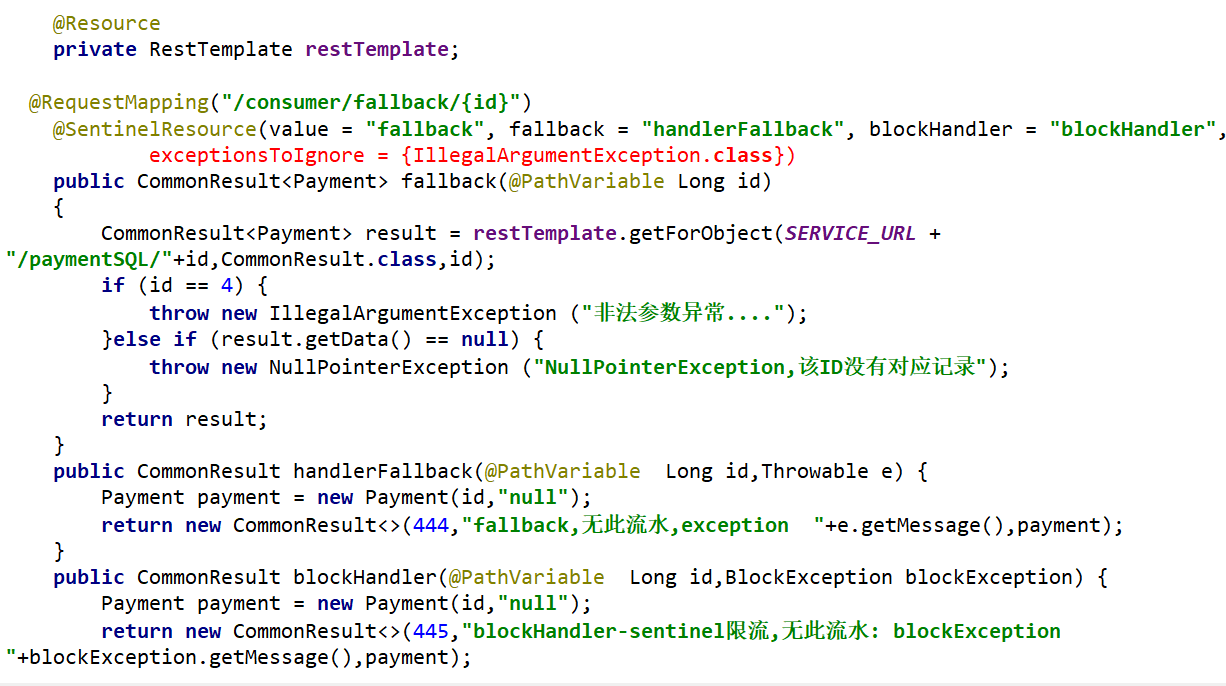 @Resource
private RestTemplate restTemplate;
@RequestMapping("/consumer/fallback/{id}")
@SentinelResource(value = "fallback", fallback = "handlerFallback", blockHandler = "blockHandler",
exceptionsToIgnore = {IllegalArgumentException.class})
public CommonResult<Payment> fallback(@PathVariable Long id)
{
CommonResult<Payment> result = restTemplate.getForObject(SERVICE_URL +
"/paymentSQL/"+id,CommonResult.class,id);
if (id == 4) {
throw new IllegalArgumentException ("非法参数异常....");
}else if (result.getData() == null) {
throw new NullPointerException ("NullPointerException,该ID没有对应记录");
}
return result;
}
public CommonResult handlerFallback(@PathVariable  Long id,Throwable e) {
Payment payment = new Payment(id,"null");
return new CommonResult<>(444,"fallback,无此流水,exception  "+e.getMessage(),payment);
}
public CommonResult blockHandler(@PathVariable  Long id,BlockException blockException) {
Payment payment = new Payment(id,"null");
return new CommonResult<>(445,"blockHandler-sentinel限流,无此流水: blockException
"+blockException.getMessage(),payment);